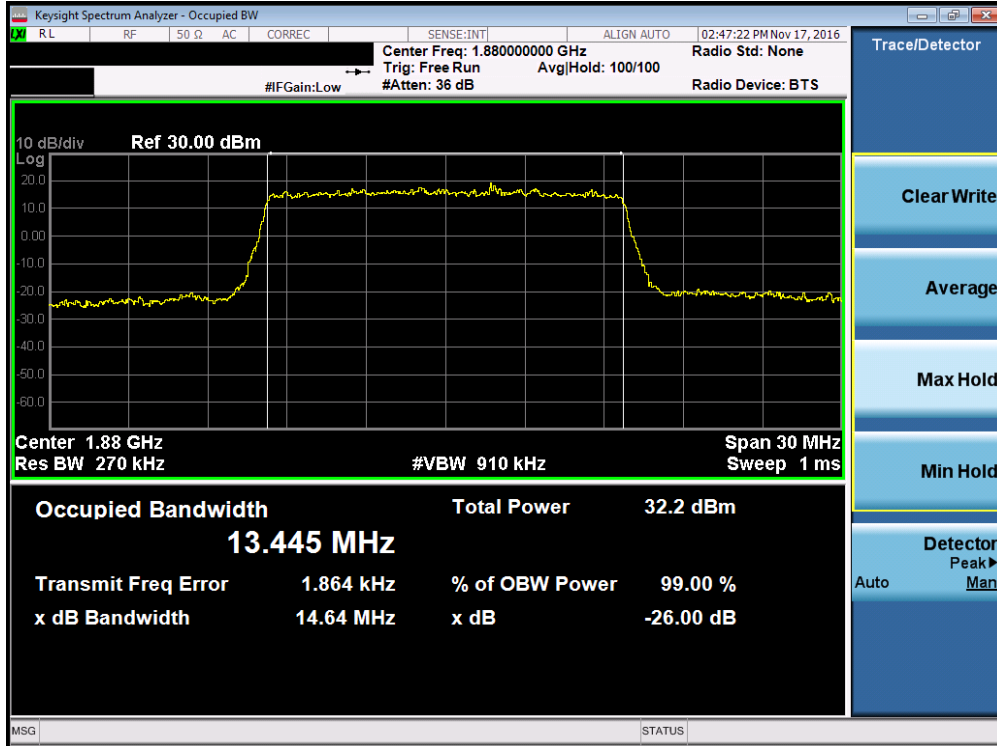 Keysight Spectrum Analyzer - Occupied BW
LXI RL RF 50 Ω AC CORREC SENSE:INT ALIGN AUTO 02:47:22 PM Nov 17, 2016
Center Freq: 1.880000000 GHz Radio Std: None
Trig: Free Run Avg|Hold: 100/100
#IFGain:Low #Atten: 36 dB Radio Device: BTS
10 dB/div Ref 30.00 dBm
Log
20.0
10.0
0.00
-10.0
-20.0
-30.0
-40.0
-50.0
-60.0
Center 1.88 GHz Span 30 MHz
Res BW 270 kHz #VBW 910 kHz Sweep 1 ms
Occupied Bandwidth Total Power 32.2 dBm
13.445 MHz
Transmit Freq Error 1.864 kHz % of OBW Power 99.00 %
x dB Bandwidth 14.64 MHz x dB -26.00 dB
MSG STATUS
Trace/Detector
Clear Write
Average
Max Hold
Min Hold
Detector
Peak▶
Auto Man